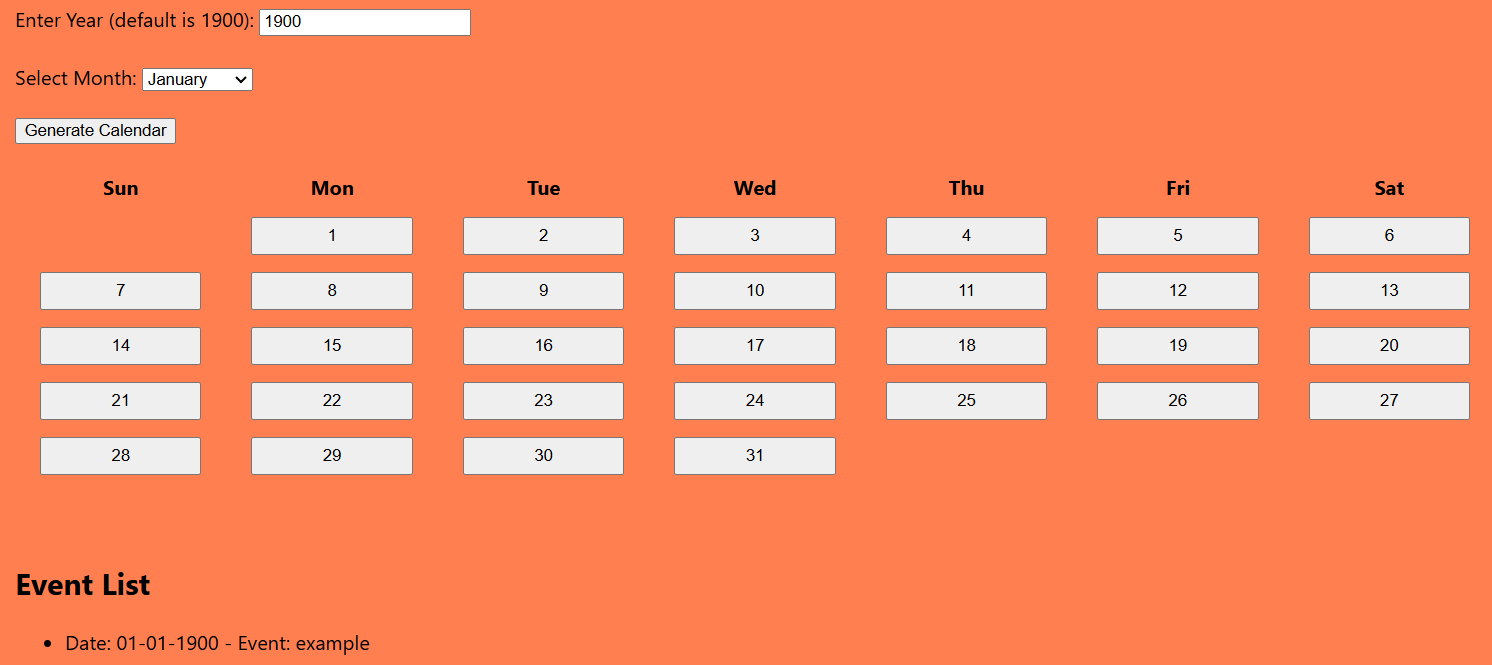 Enter Year (default is 1900): 1900
Select Month: January
Generate Calendar
Sun Mon Tue Wed Thu Fri Sat
1 2 3 4 5 6
7 8 9 10 11 12 13
14 15 16 17 18 19 20
21 22 23 24 25 26 27
28 29 30 31
Event List
• Date: 01-01-1900 - Event: example